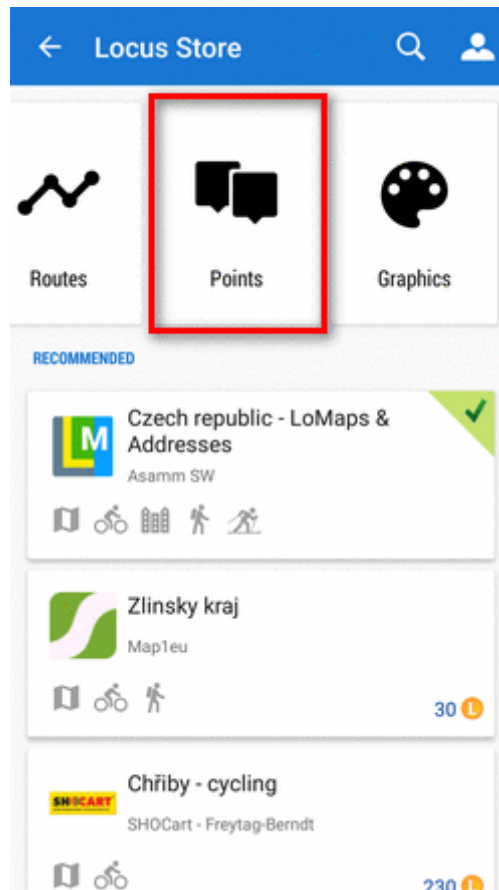 Locus Store
Routes
Points
Graphics
RECOMMENDED
Czech republic - LoMaps &
Addresses
Asamm SW
Zlinsky kraj
Map1eu
30 L
SHOCART
Chřiby - cycling
SHOCart - Freytag-Berndt
230 L